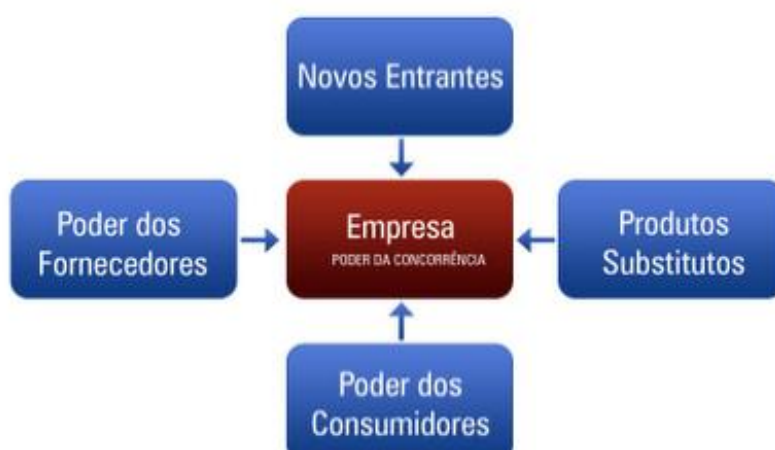 Novos Entrantes
Poder dos
Fornecedores
Empresa
PODER DA CONCORRÊNCIA
Produtos
Substitutos
Poder dos
Consumidores